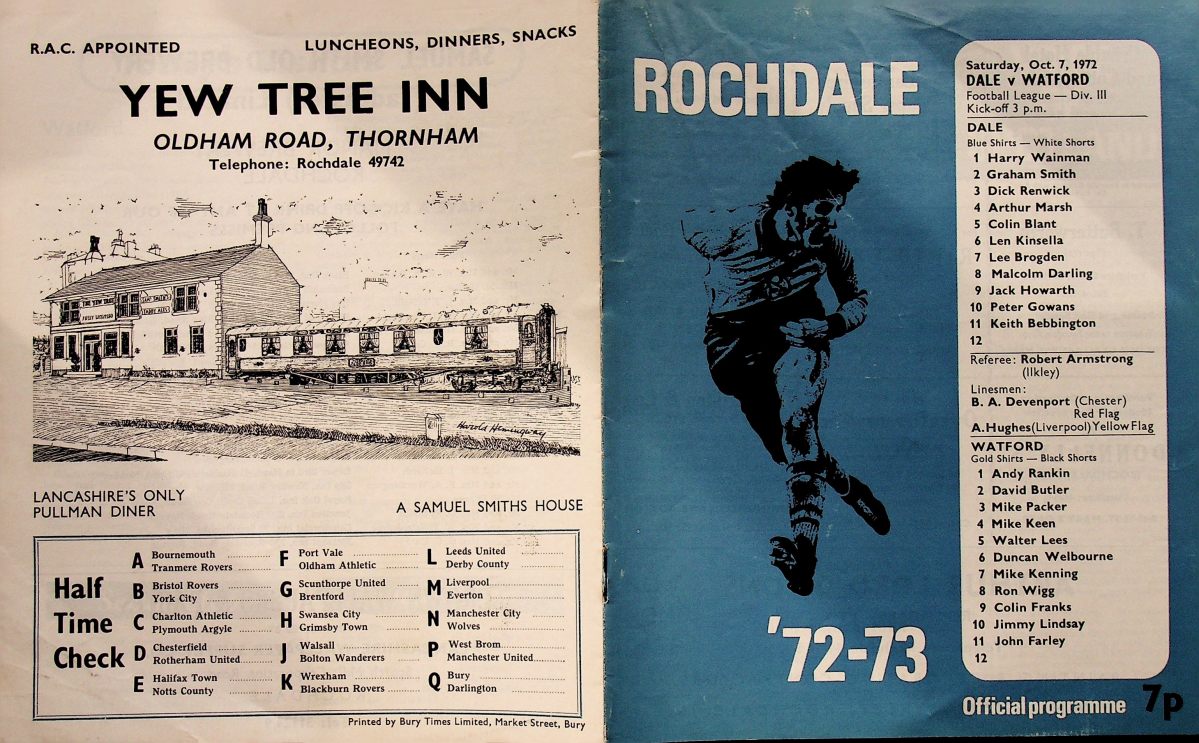 R.A.C. APPOINTED
LUNCHEONS, DINNERS, SNACKS
YEW TREE INN
OLDHAM ROAD, THORNHAM
Telephone: Rochdale 49742
THE YEW TREE
Harold Hemingway
LANCASHIRE'S ONLY
PULLMAN DINER
A SAMUEL SMITHS HOUSE
Half
Time
Check
A Bournemouth
Tranmere Rovers
B Bristol Rovers
York City
C Charlton Athletic
Plymouth Argyle
D Chesterfield
Rotherham United
E Halifax Town
Notts County
F Port Vale
Oldham Athletic
G Scunthorpe United
Brentford
H Swansea City
Grimsby Town
J Walsall
Bolton Wanderers
K Wrexham
Blackburn Rovers
L Leeds United
Derby County
M Liverpool
Everton
N Manchester City
Wolves
P West Brom
Manchester United
Q Bury
Darlington
Printed by Bury Times Limited, Market Street, Bury
ROCHDALE
'72-73
Saturday, Oct. 7, 1972
DALE v WATFORD
Football League — Div. III
Kick-off 3 p.m.
DALE
Blue Shirts — White Shorts
1 Harry Wainman
2 Graham Smith
3 Dick Renwick
4 Arthur Marsh
5 Colin Blant
6 Len Kinsella
7 Lee Brogden
8 Malcolm Darling
9 Jack Howarth
10 Peter Gowans
11 Keith Bebbington
12
Referee: Robert Armstrong
(Ilkley)
Linesmen:
B. A. Devenport (Chester)
Red Flag
A. Hughes (Liverpool) Yellow Flag
WATFORD
Gold Shirts — Black Shorts
1 Andy Rankin
2 David Butler
3 Mike Packer
4 Mike Keen
5 Walter Lees
6 Duncan Welbourne
7 Mike Kenning
8 Ron Wigg
9 Colin Franks
10 Jimmy Lindsay
11 John Farley
12
Official programme 7p